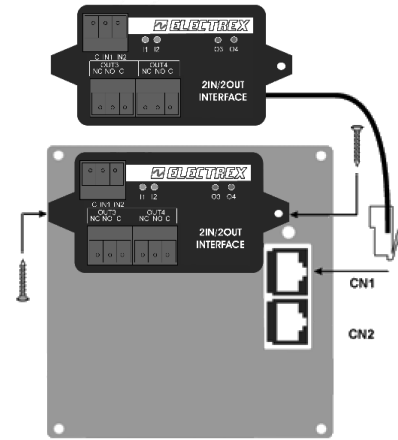 ELECTREX
I1 I2 O3 O4
C IN1 IN2
OUT3 OUT4
NC NO C NC NO C
2IN/2OUT
INTERFACE
ELECTREX
I1 I2 O3 O4
C IN1 IN2
OUT3 OUT4
NC NO C NC NO C
2IN/2OUT
INTERFACE
CN1
CN2